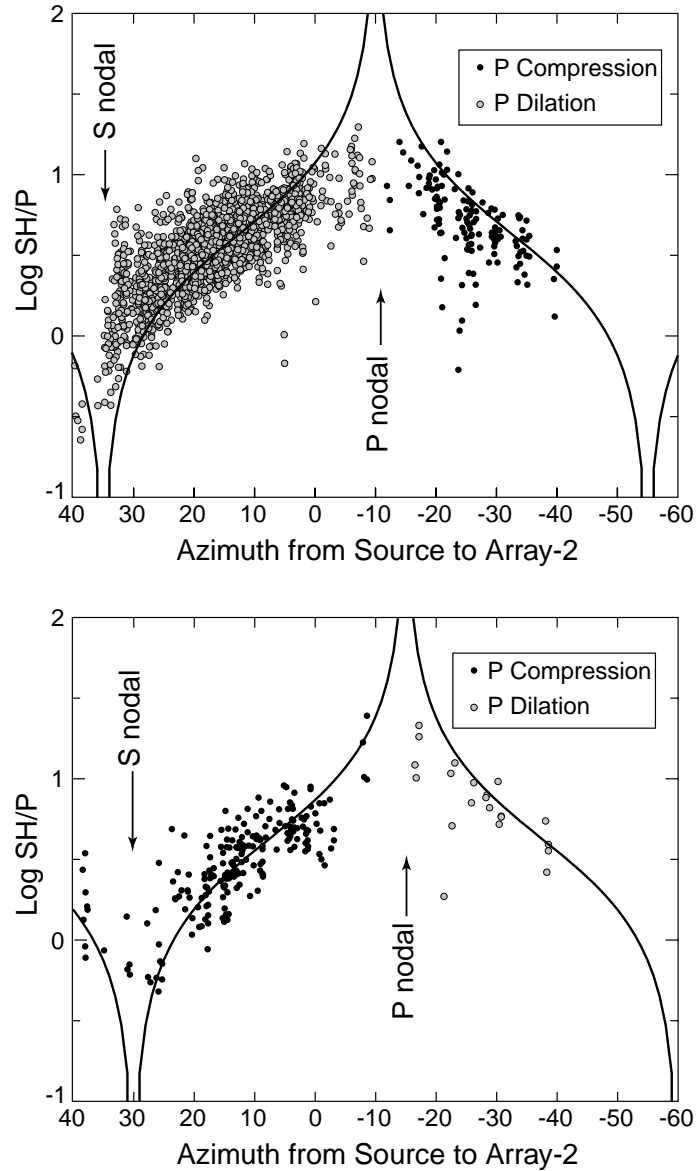 2
P Compression
P Dilation
S nodal
1
Log SH/P
0
P nodal
-1
40 30 20 10 0 -10 -20 -30 -40 -50 -60
Azimuth from Source to Array-2
2
P Compression
P Dilation
S nodal
1
Log SH/P
0
P nodal
-1
40 30 20 10 0 -10 -20 -30 -40 -50 -60
Azimuth from Source to Array-2